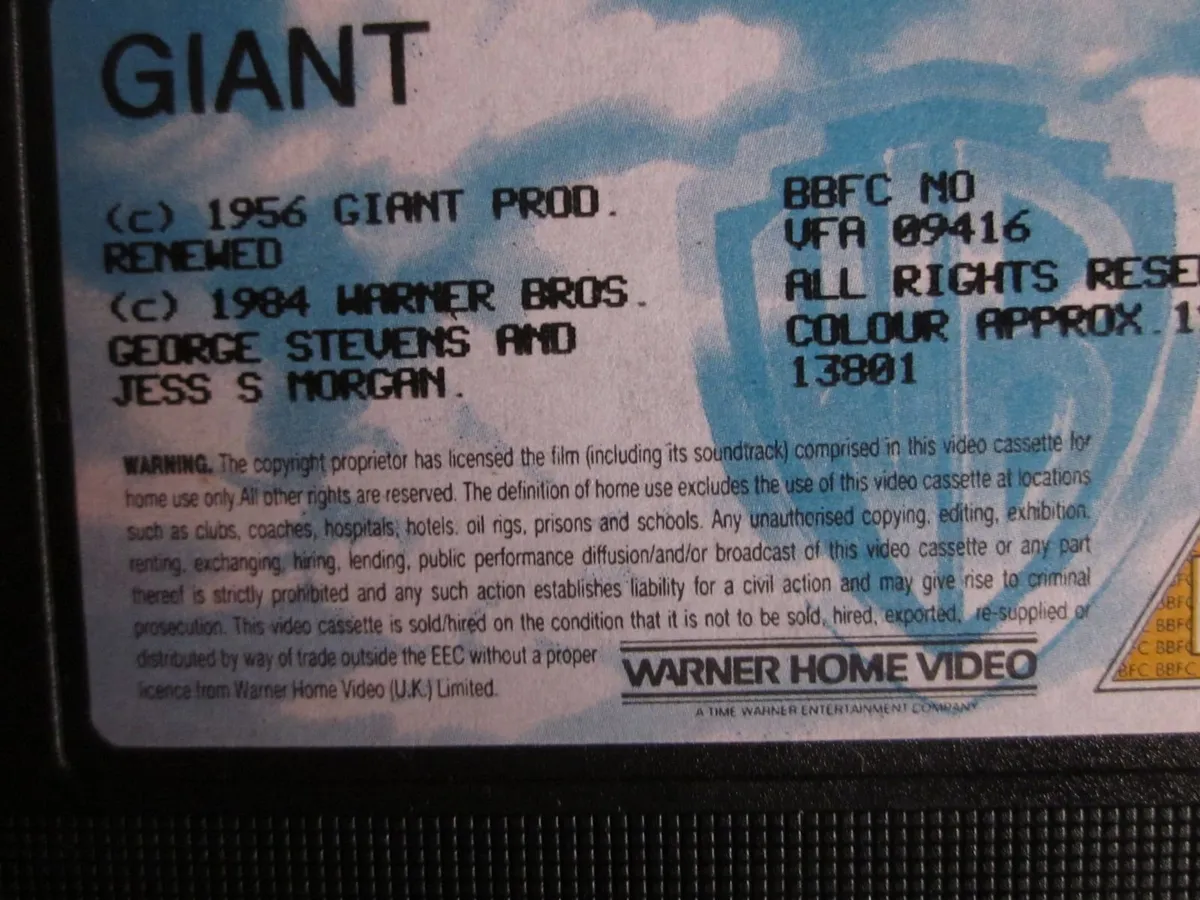 GIANT
(c) 1956 GIANT PROD.
RENEWED
(c) 1984 WARNER BROS.
GEORGE STEVENS AND
JESS S MORGAN.
BBFC NO
VFA 09416
ALL RIGHTS RESE
COLOUR APPROX.1
13801
WARNING. The copyright proprietor has licensed the film (including its soundtrack) comprised in this video cassette for
home use only.All other rights are reserved. The definition of home use excludes the use of this video cassette at locations
such as clubs, coaches, hospitals, hotels. oil rigs, prisons and schools. Any unauthorised copying, editing, exhibition,
renting, exchanging, hiring, lending, public performance diffusion/and/or broadcast of this video cassette or any part
thereof is strictly prohibited and any such action establishes liability for a civil action and may give rise to criminal
prosecution. This video cassette is sold/hired on the condition that it is not to be sold, hired, exported, re-supplied or
distributed by way of trade outside the EEC without a proper
licence from Warner Home Video (U.K.) Limited.
WARNER HOME VIDEO
A TIME WARNER ENTERTAINMENT COMPANY
BBFC
BBFC
C BBFC
BFC BBFC